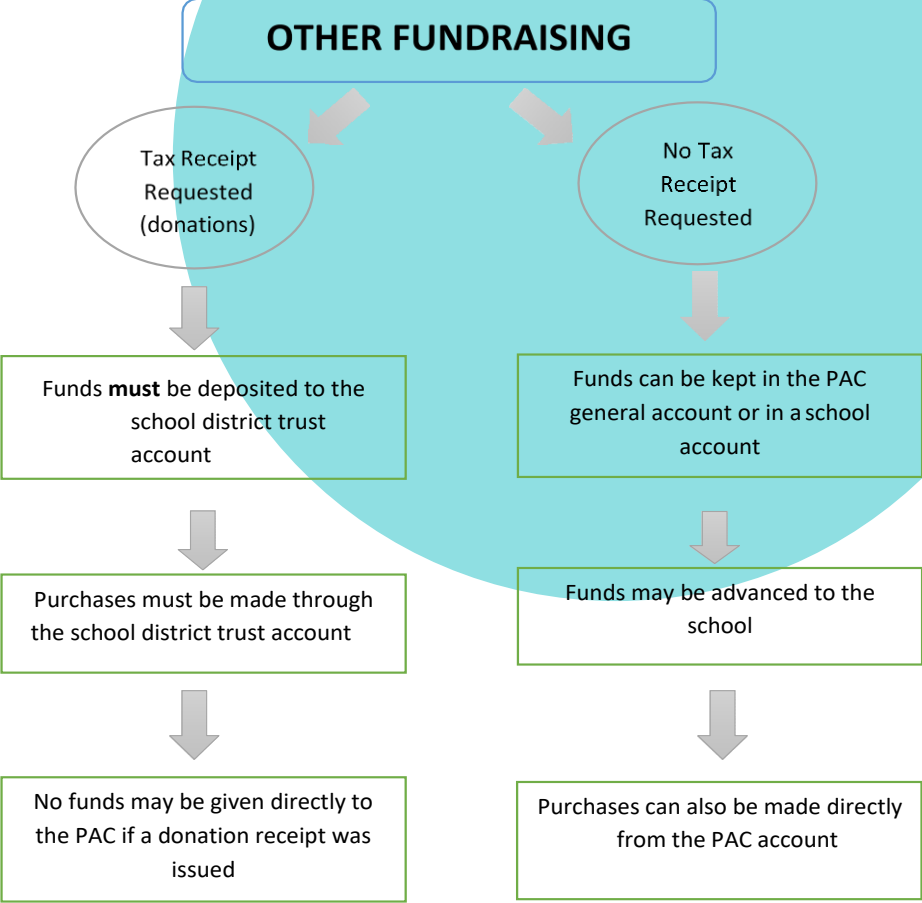 OTHER FUNDRAISING
Tax Receipt
Requested
(donations)
Funds must be deposited to the
school district trust
account
Purchases must be made through
the school district trust account
No funds may be given directly to
the PAC if a donation receipt was
issued
No Tax
Receipt
Requested
Funds can be kept in the PAC
general account or in a school
account
Funds may be advanced to the
school
Purchases can also be made directly
from the PAC account